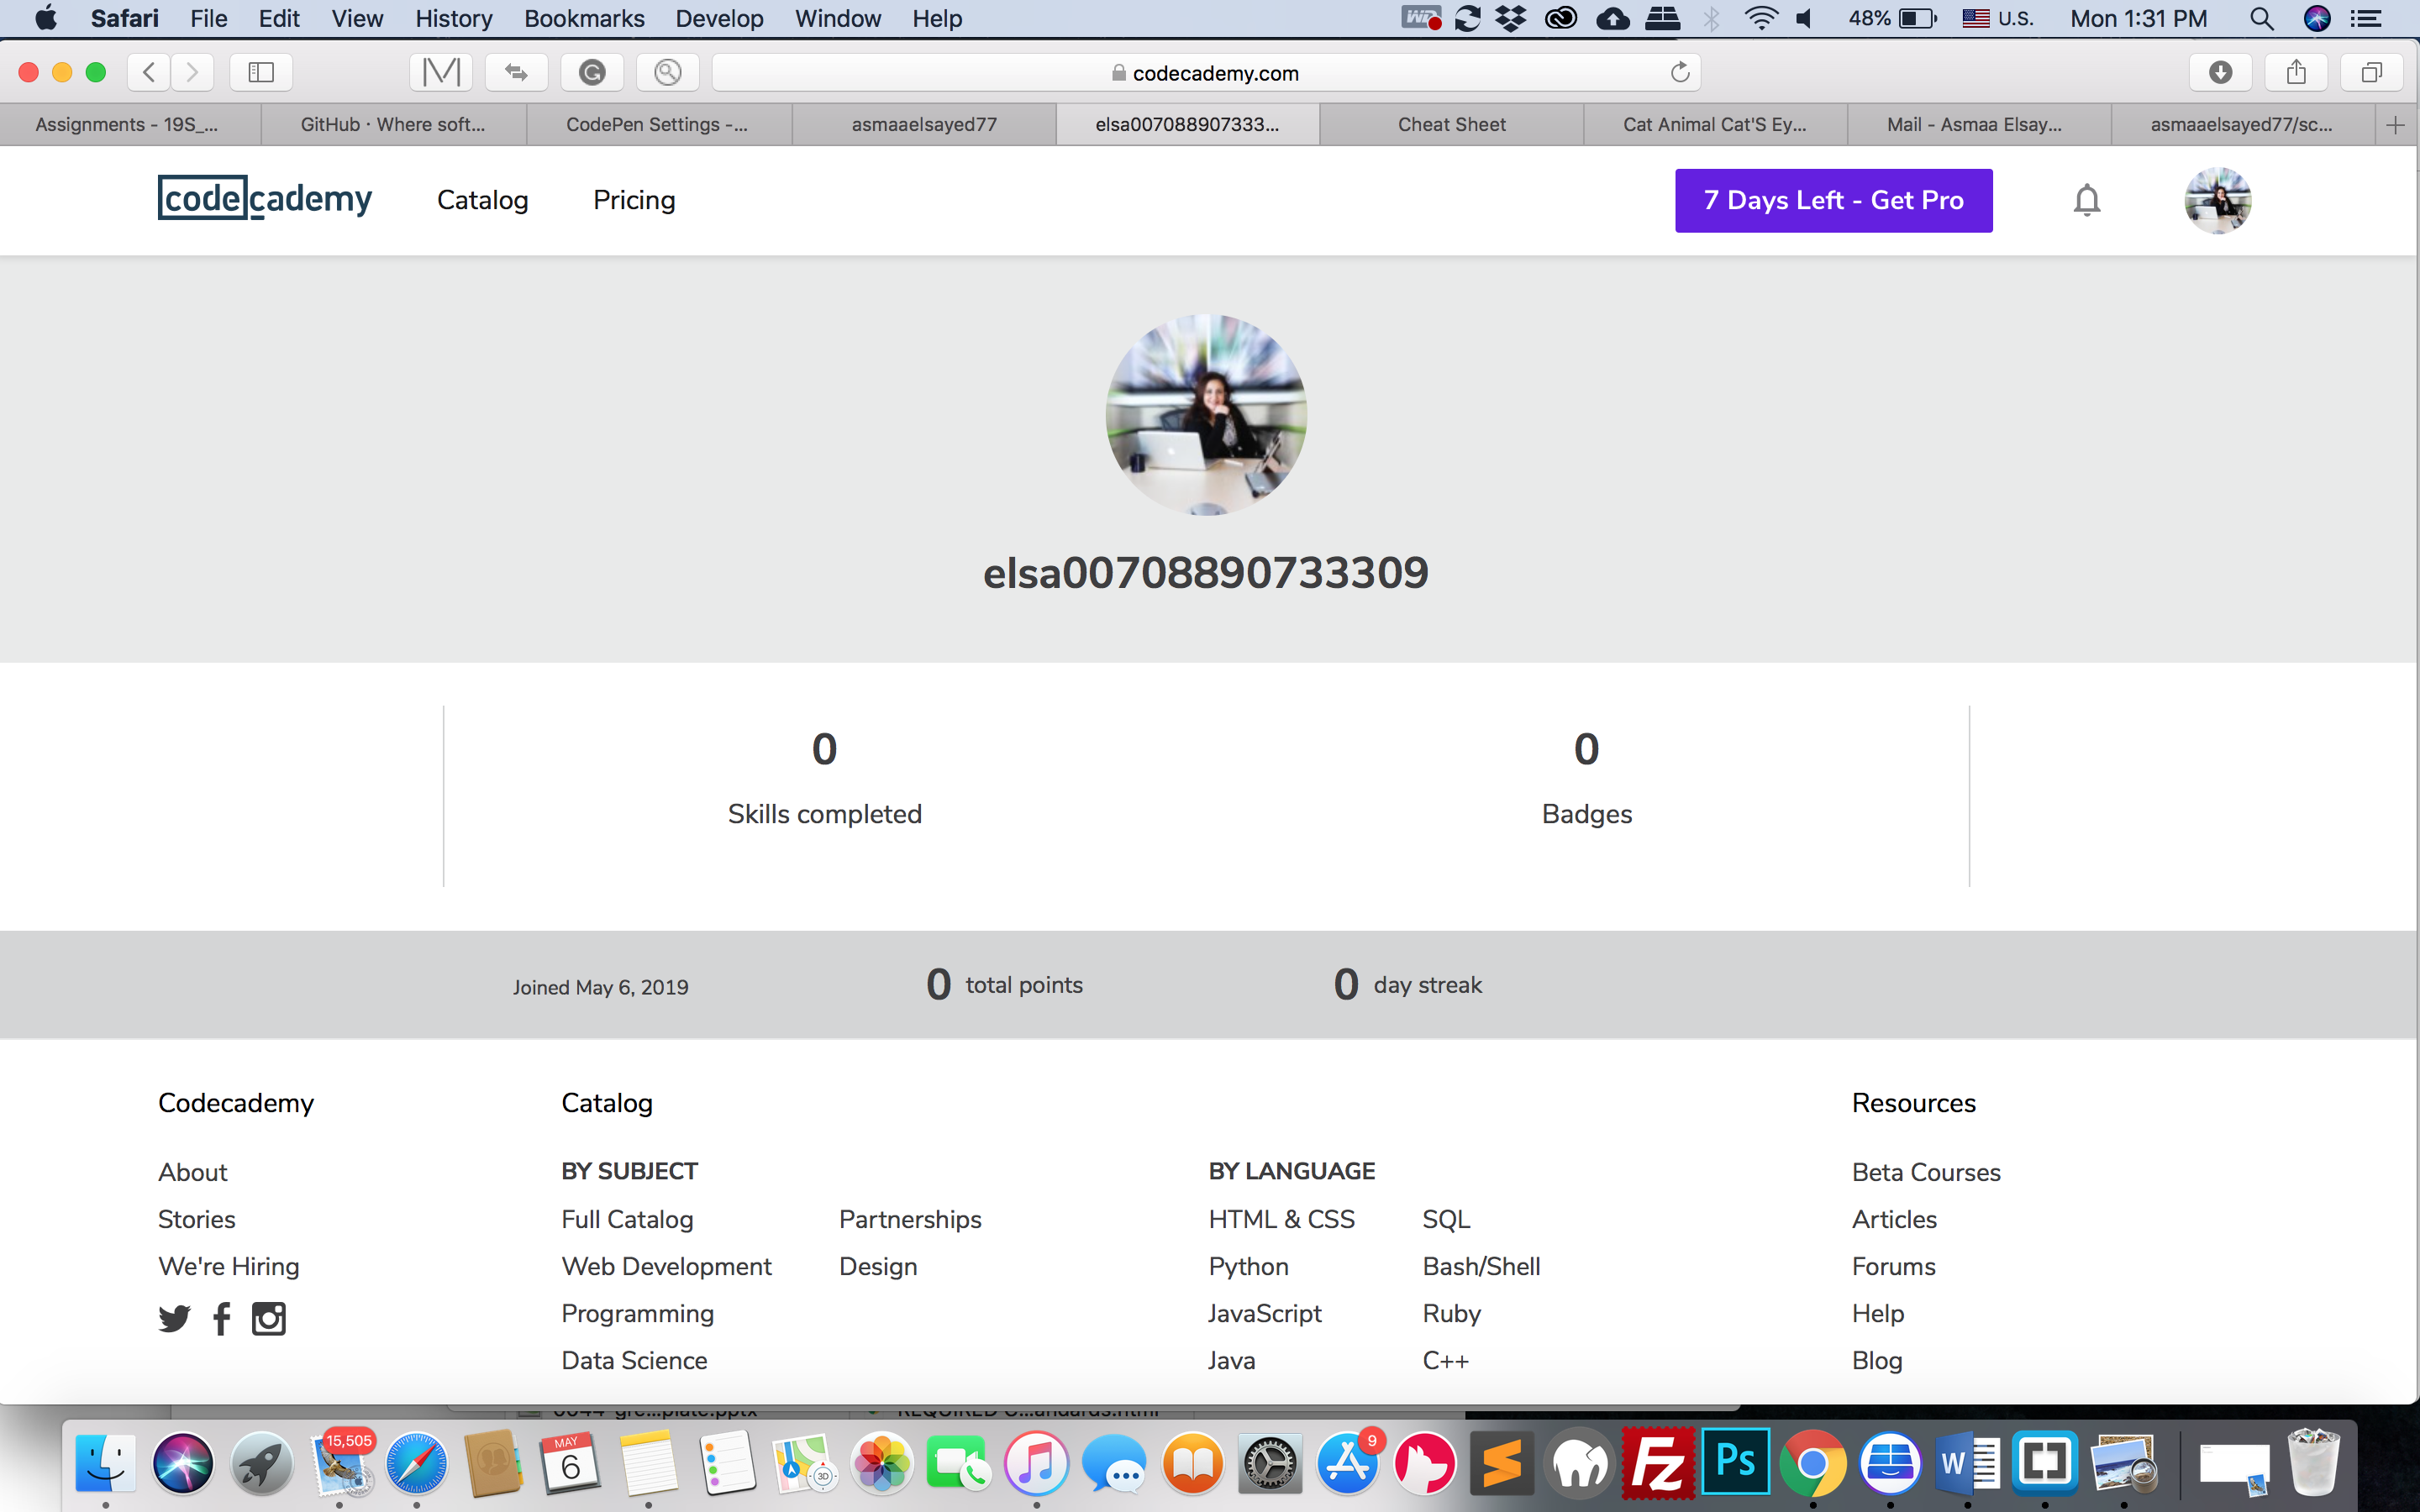 Safari File Edit View History Bookmarks Develop Window Help 48% U.S. Mon 1:31 PM
codecademy.com
Assignments - 19S_... GitHub · Where soft... CodePen Settings -... asmaaelsayed77 elsa007088907333... Cheat Sheet Cat Animal Cat'S Ey... Mail - Asmaa Elsay... asmaaelsayed77/sc...
codecademy Catalog Pricing 7 Days Left - Get Pro
elsa00708890733309
0 0
Skills completed Badges
Joined May 6, 2019 0 total points 0 day streak
Codecademy Catalog Resources
About BY SUBJECT BY LANGUAGE Beta Courses
Stories Full Catalog Partnerships HTML & CSS SQL Articles
We're Hiring Web Development Design Python Bash/Shell Forums
Programming JavaScript Ruby Help
Data Science Java C++ Blog
15,505 MAY 6 3D 9 Fz Ps W